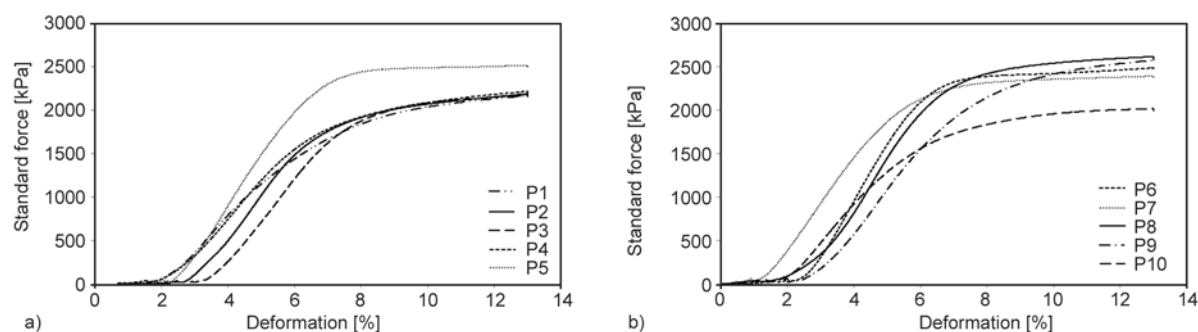 3000
2500
2000
1500
1000
500
0
Standard force [kPa]
P1
P2
P3
P4
P5
0 2 4 6 8 10 12 14
Deformation [%]
a)
3000
2500
2000
1500
1000
500
0
Standard force [kPa]
P6
P7
P8
P9
P10
0 2 4 6 8 10 12 14
Deformation [%]
b)